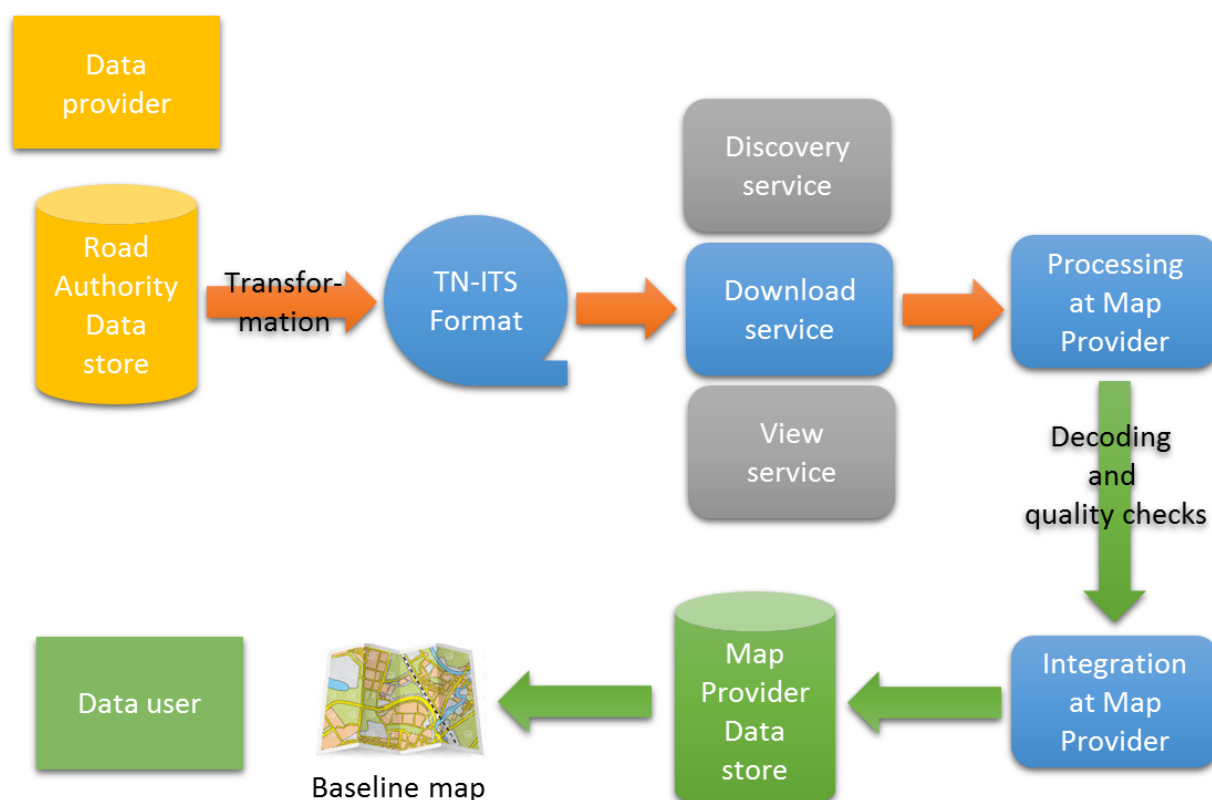 Data
provider
Road
Authority
Data
store
Transfor-
mation
TN-ITS
Format
Discovery
service
Download
service
View
service
Processing
at Map
Provider
Decoding
and
quality checks
Integration
at Map
Provider
Map
Provider
Data
store
Baseline map
Data user